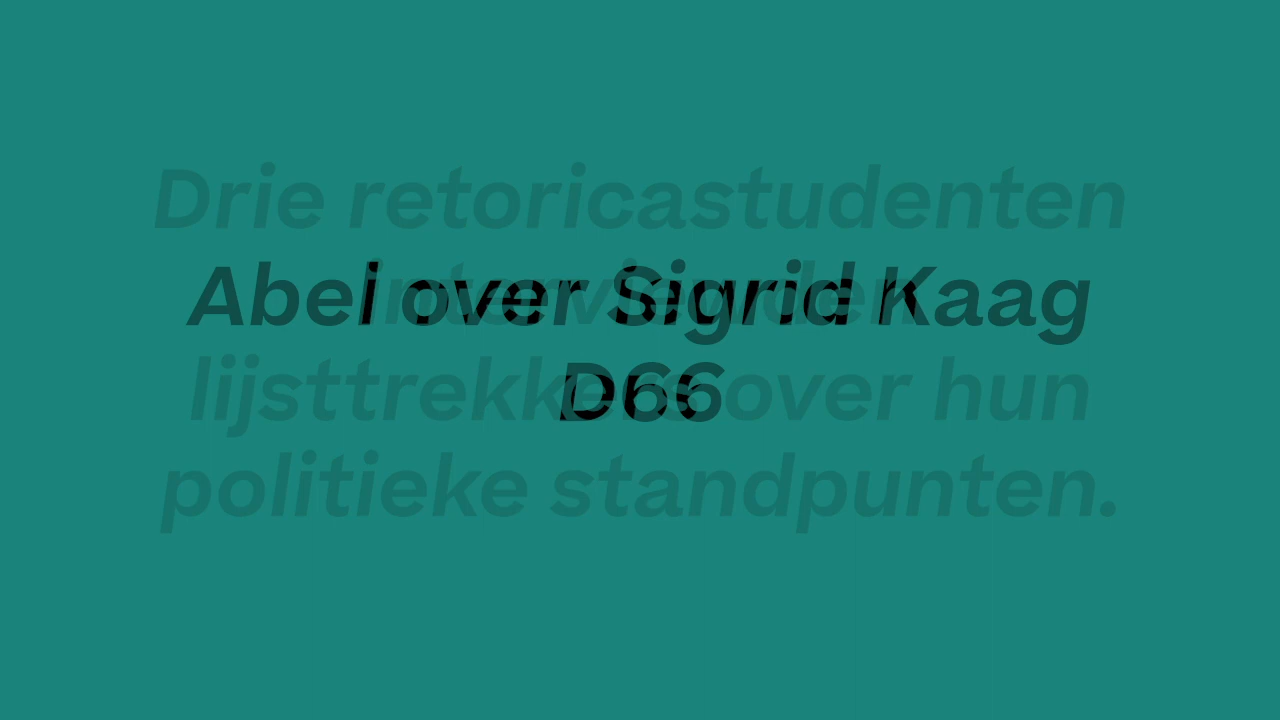 Drie retoricastudenten
interviewden
lijsttrekkers over hun
politieke standpunten.
Abel over Sigrid Kaag
D66